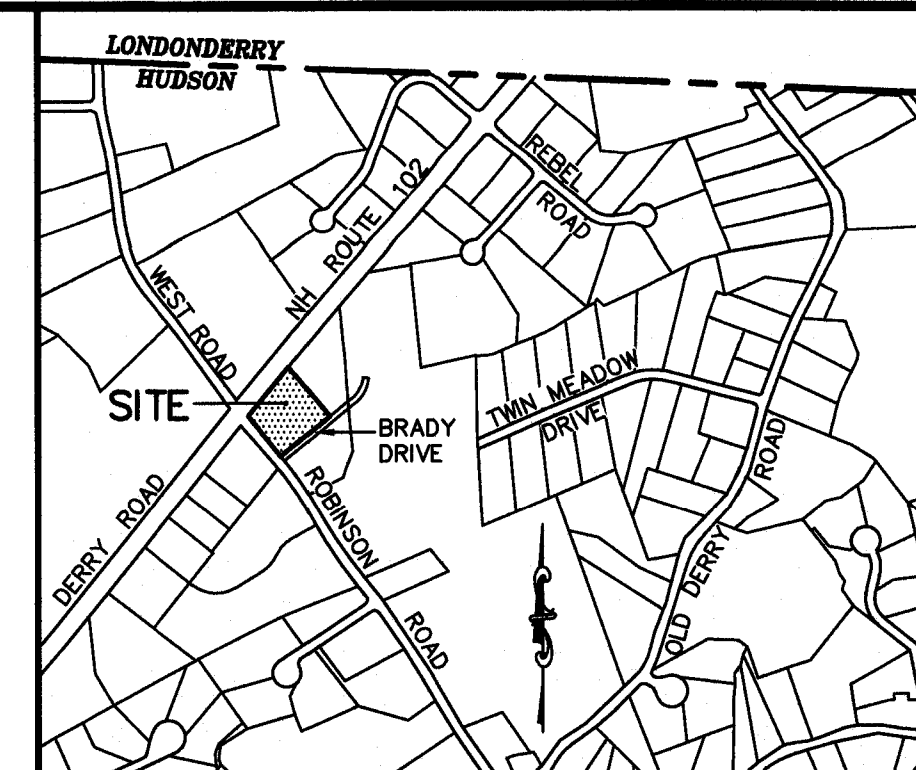 LONDONDERRY
HUDSON
NH ROUTE 102
REBEL
ROAD
WEST ROAD
SITE
BRADY
DRIVE
TWIN MEADOW
DRIVE
DERRY ROAD
ROBINSON ROAD
OLD DERRY ROAD